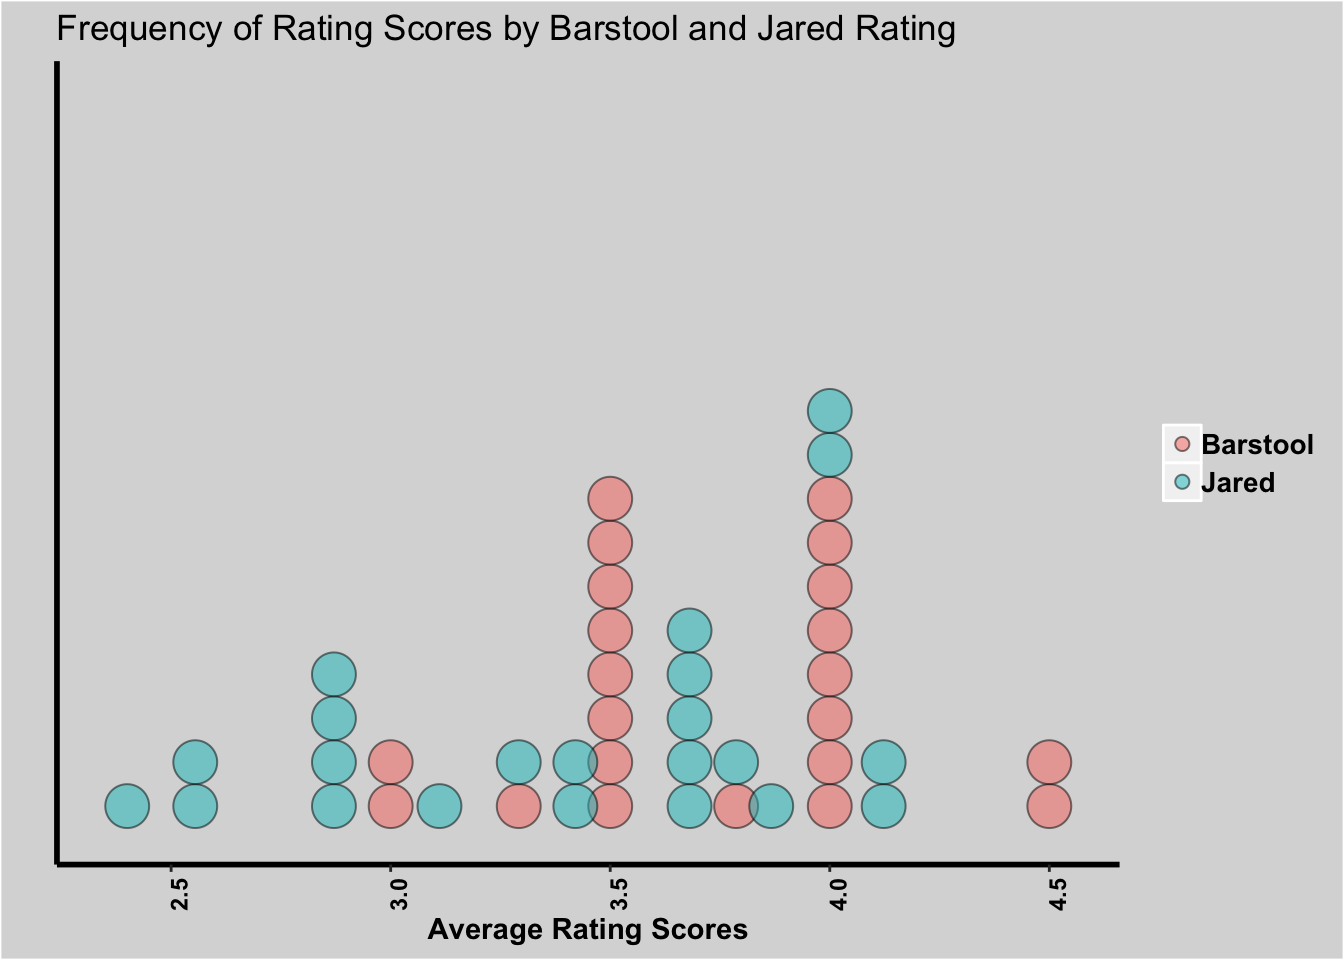 Frequency of Rating Scores by Barstool and Jared Rating
Barstool
Jared
2.5
3.0
3.5
4.0
4.5
Average Rating Scores